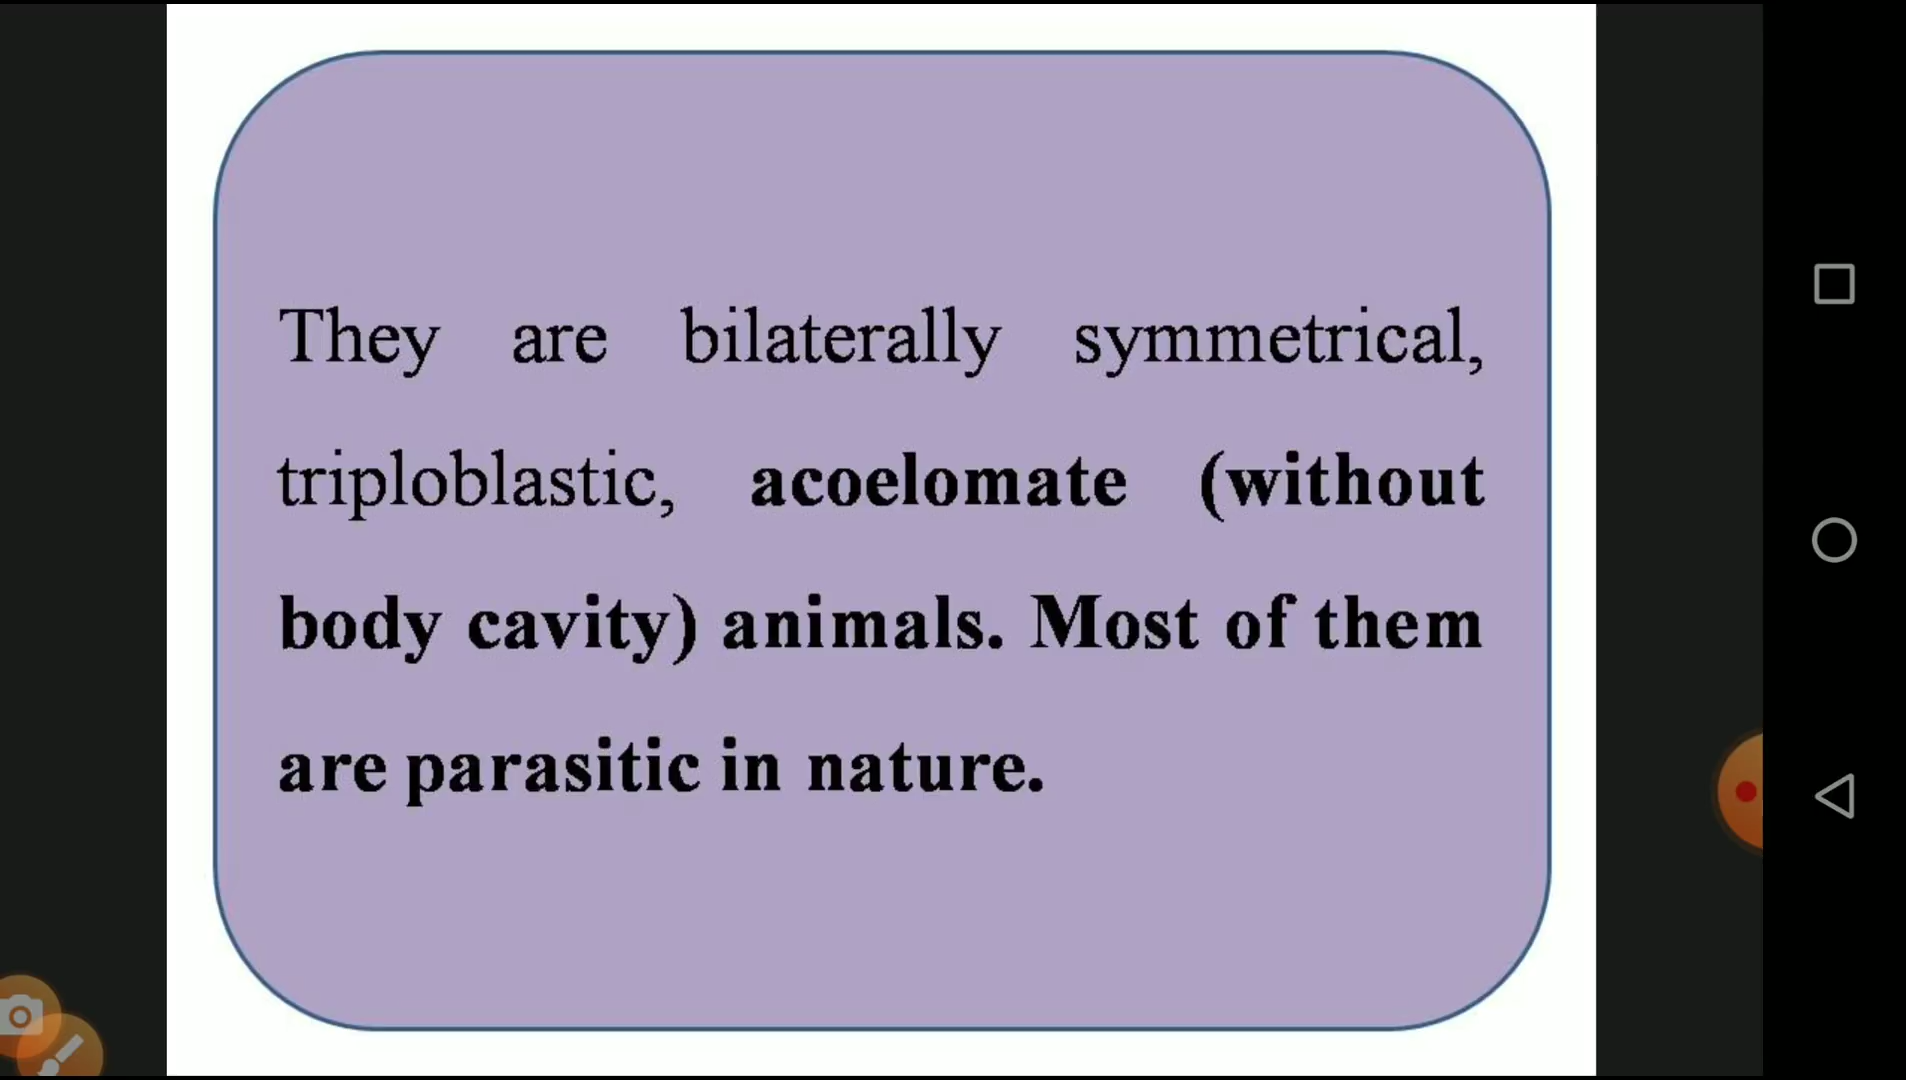 They are bilaterally symmetrical,
triploblastic, acoelomate (without
body cavity) animals. Most of them
are parasitic in nature.